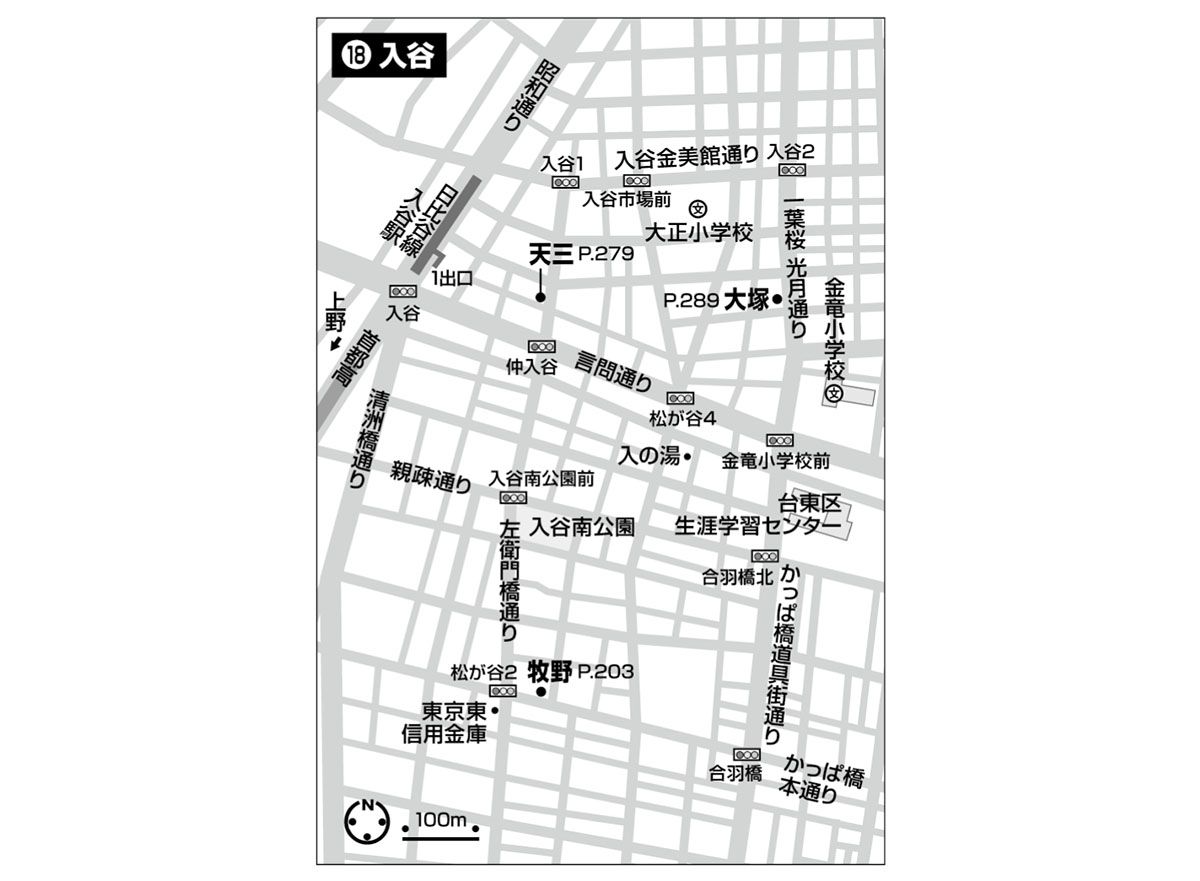 ⑱ 入谷
昭和通り
入谷1
入谷金美館通り
入谷2
入谷市場前
文
大正小学校
日比谷線
入谷駅
1出口
一葉桜 光月通り
天三 P.279
P.289 大塚
金竜小学校
文
上野
入谷
首都高
仲入谷
言問通り
松が谷4
清洲橋通り
入の湯
金竜小学校前
親疎通り
入谷南公園前
入谷南公園
左衛門橋通り
台東区
生涯学習センター
合羽橋北
かっぱ橋道具街通り
松が谷2
牧野 P.203
東京東
信用金庫
合羽橋
かっぱ橋
本通り
N
100m